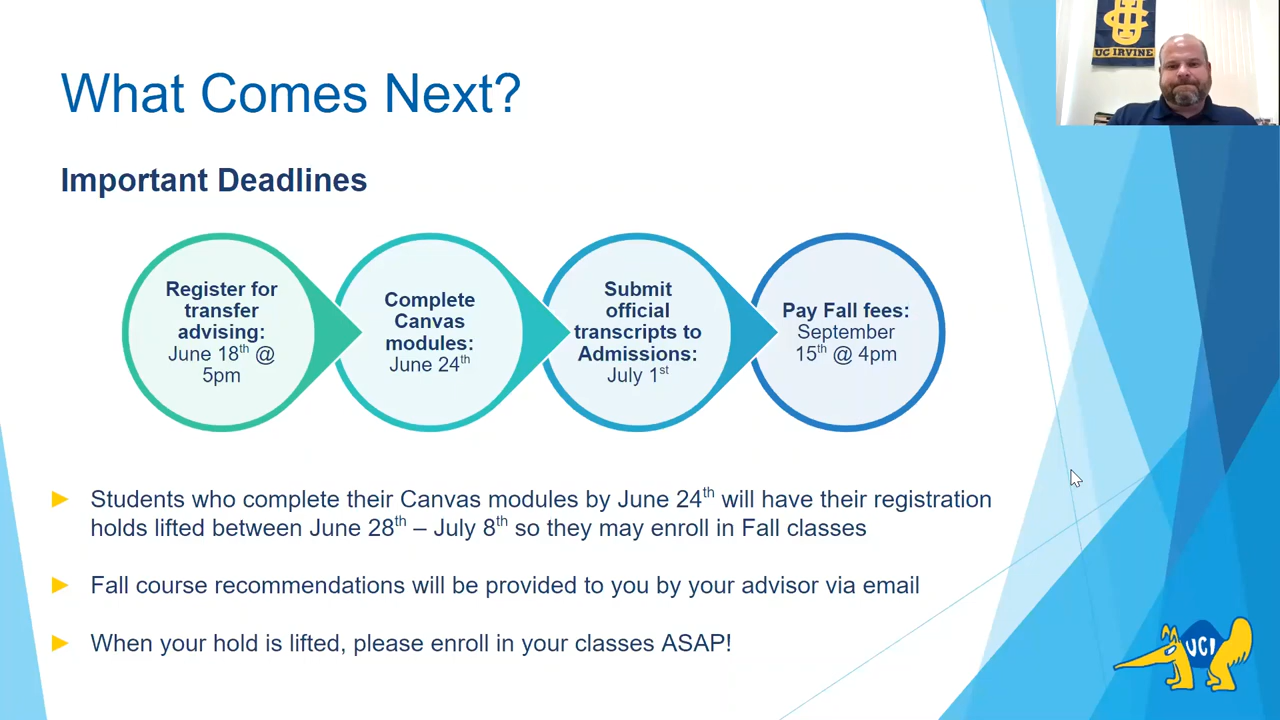 UC IRVINE
What Comes Next?
Important Deadlines
Register for
transfer
advising:
June 18th @
5pm
Complete
Canvas
modules:
June 24th
Submit
official
transcripts to
Admissions:
July 1st
Pay Fall fees:
September
15th @ 4pm
Students who complete their Canvas modules by June 24th will have their registration
holds lifted between June 28th – July 8th so they may enroll in Fall classes
Fall course recommendations will be provided to you by your advisor via email
When your hold is lifted, please enroll in your classes ASAP!
UCI